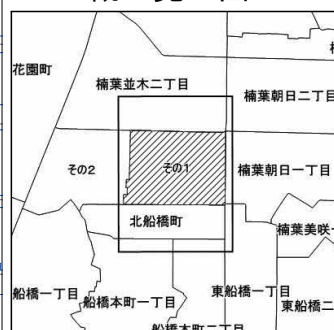 花園町
楠葉並木二丁目
楠葉朝日二丁目
その2
その1
楠葉朝日一丁目
北船橋町
楠葉美咲一
船橋一丁目
船橋本町一丁目
東船橋一丁目
東船橋二
船橋本町二丁目